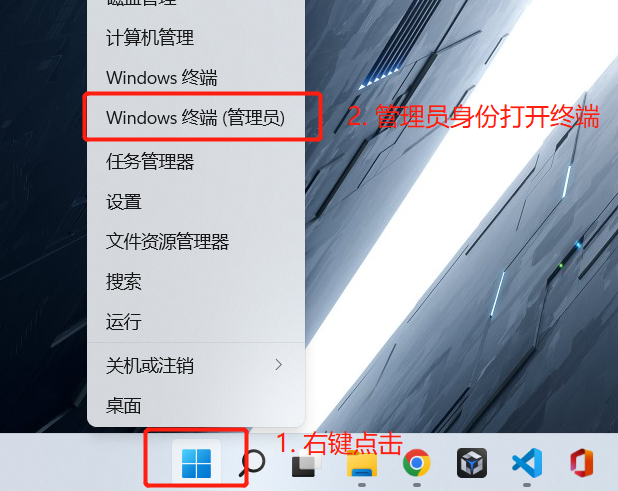 磁盘管理
计算机管理
Windows 终端
Windows 终端 (管理员)
2. 管理员身份打开终端
任务管理器
设置
文件资源管理器
搜索
运行
关机或注销
桌面
1. 右键点击